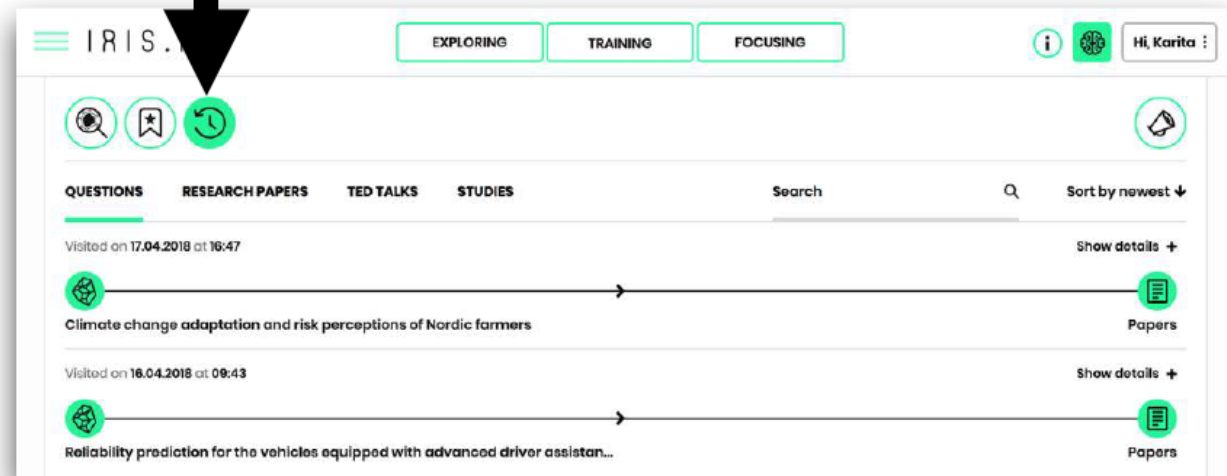 IRIS.
EXPLORING TRAINING FOCUSING
i
Hi, Karita
QUESTIONS RESEARCH PAPERS TED TALKS STUDIES Search Sort by newest
Visited on 17.04.2018 at 16:47 Show details +
Climate change adaptation and risk perceptions of Nordic farmers Papers
Visited on 16.04.2018 at 09:43 Show details +
Reliability prediction for the vehicles equipped with advanced driver assistan... Papers